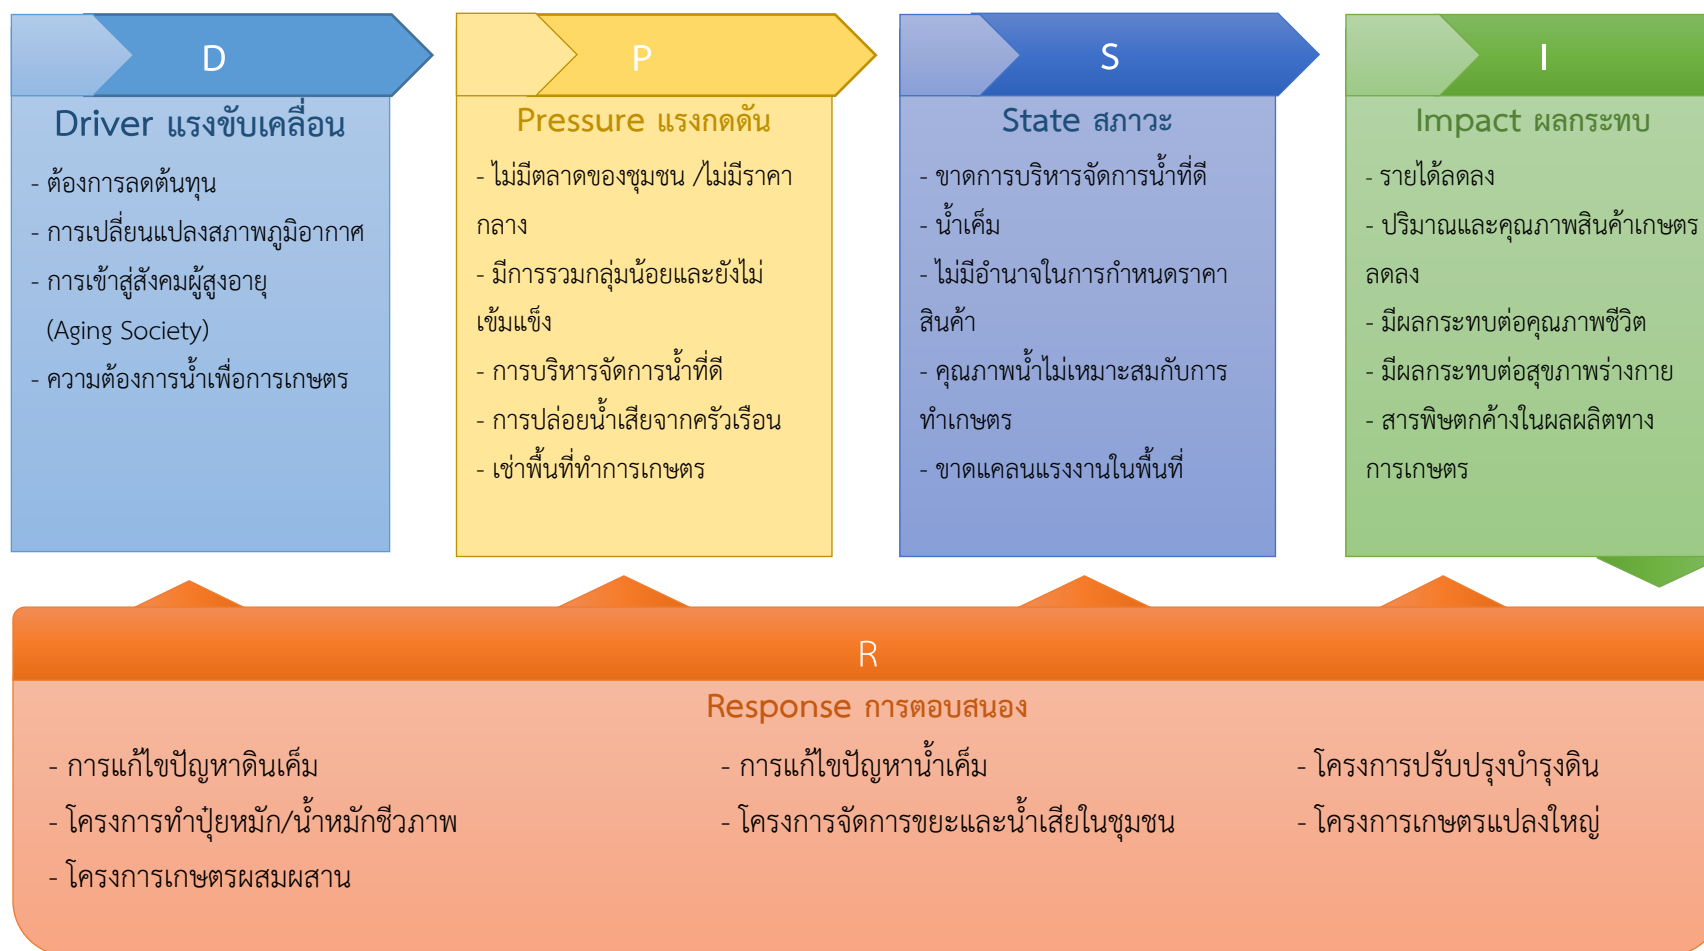 D
Driver แรงขับเคลื่อน
- ต้องการลดต้นทุน
- การเปลี่ยนแปลงสภาพภูมิอากาศ
- การเข้าสู่สังคมผู้สูงอายุ
(Aging Society)
- ความต้องการน้ำเพื่อการเกษตร
P
Pressure แรงกดดัน
- ไม่มีตลาดของชุมชน /ไม่มีราคา
กลาง
- มีการรวมกลุ่มน้อยและยังไม่
เข้มแข็ง
- การบริหารจัดการน้ำที่ดี
- การปล่อยน้ำเสียจากครัวเรือน
- เช่าพื้นที่ทำการเกษตร
S
State สภาวะ
- ขาดการบริหารจัดการน้ำที่ดี
- น้ำเค็ม
- ไม่มีอำนาจในการกำหนดราคา
สินค้า
- คุณภาพน้ำไม่เหมาะสมกับการ
ทำเกษตร
- ขาดแคลนแรงงานในพื้นที่
I
Impact ผลกระทบ
- รายได้ลดลง
- ปริมาณและคุณภาพสินค้าเกษตร
ลดลง
- มีผลกระทบต่อคุณภาพชีวิต
- มีผลกระทบต่อสุขภาพร่างกาย
- สารพิษตกค้างในผลผลิตทาง
การเกษตร
R
Response การตอบสนอง
- การแก้ไขปัญหาดินเค็ม
- โครงการทำปุ๋ยหมัก/น้ำหมักชีวภาพ
- โครงการเกษตรผสมผสาน
- การแก้ไขปัญหาน้ำเค็ม
- โครงการจัดการขยะและน้ำเสียในชุมชน
- โครงการปรับปรุงบำรุงดิน
- โครงการเกษตรแปลงใหญ่